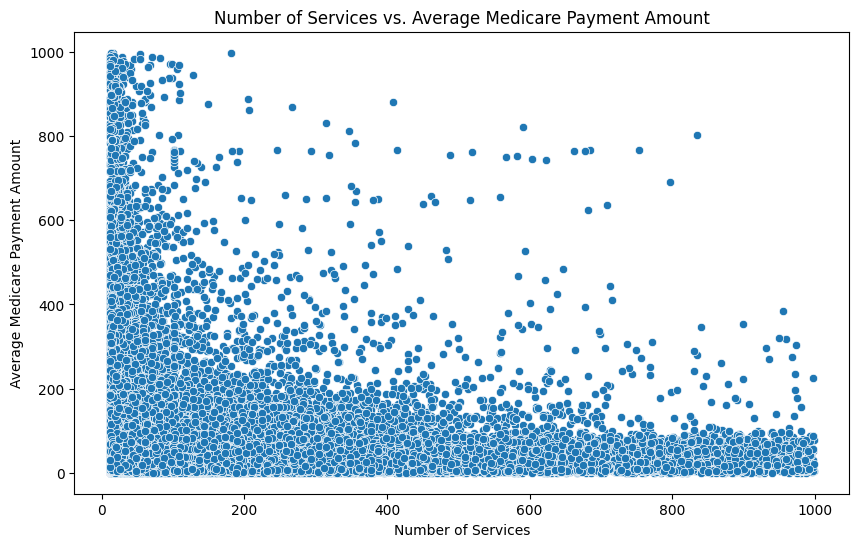 Number of Services vs. Average Medicare Payment Amount
1000
800
600
400
200
0
Average Medicare Payment Amount
0 200 400 600 800 1000
Number of Services